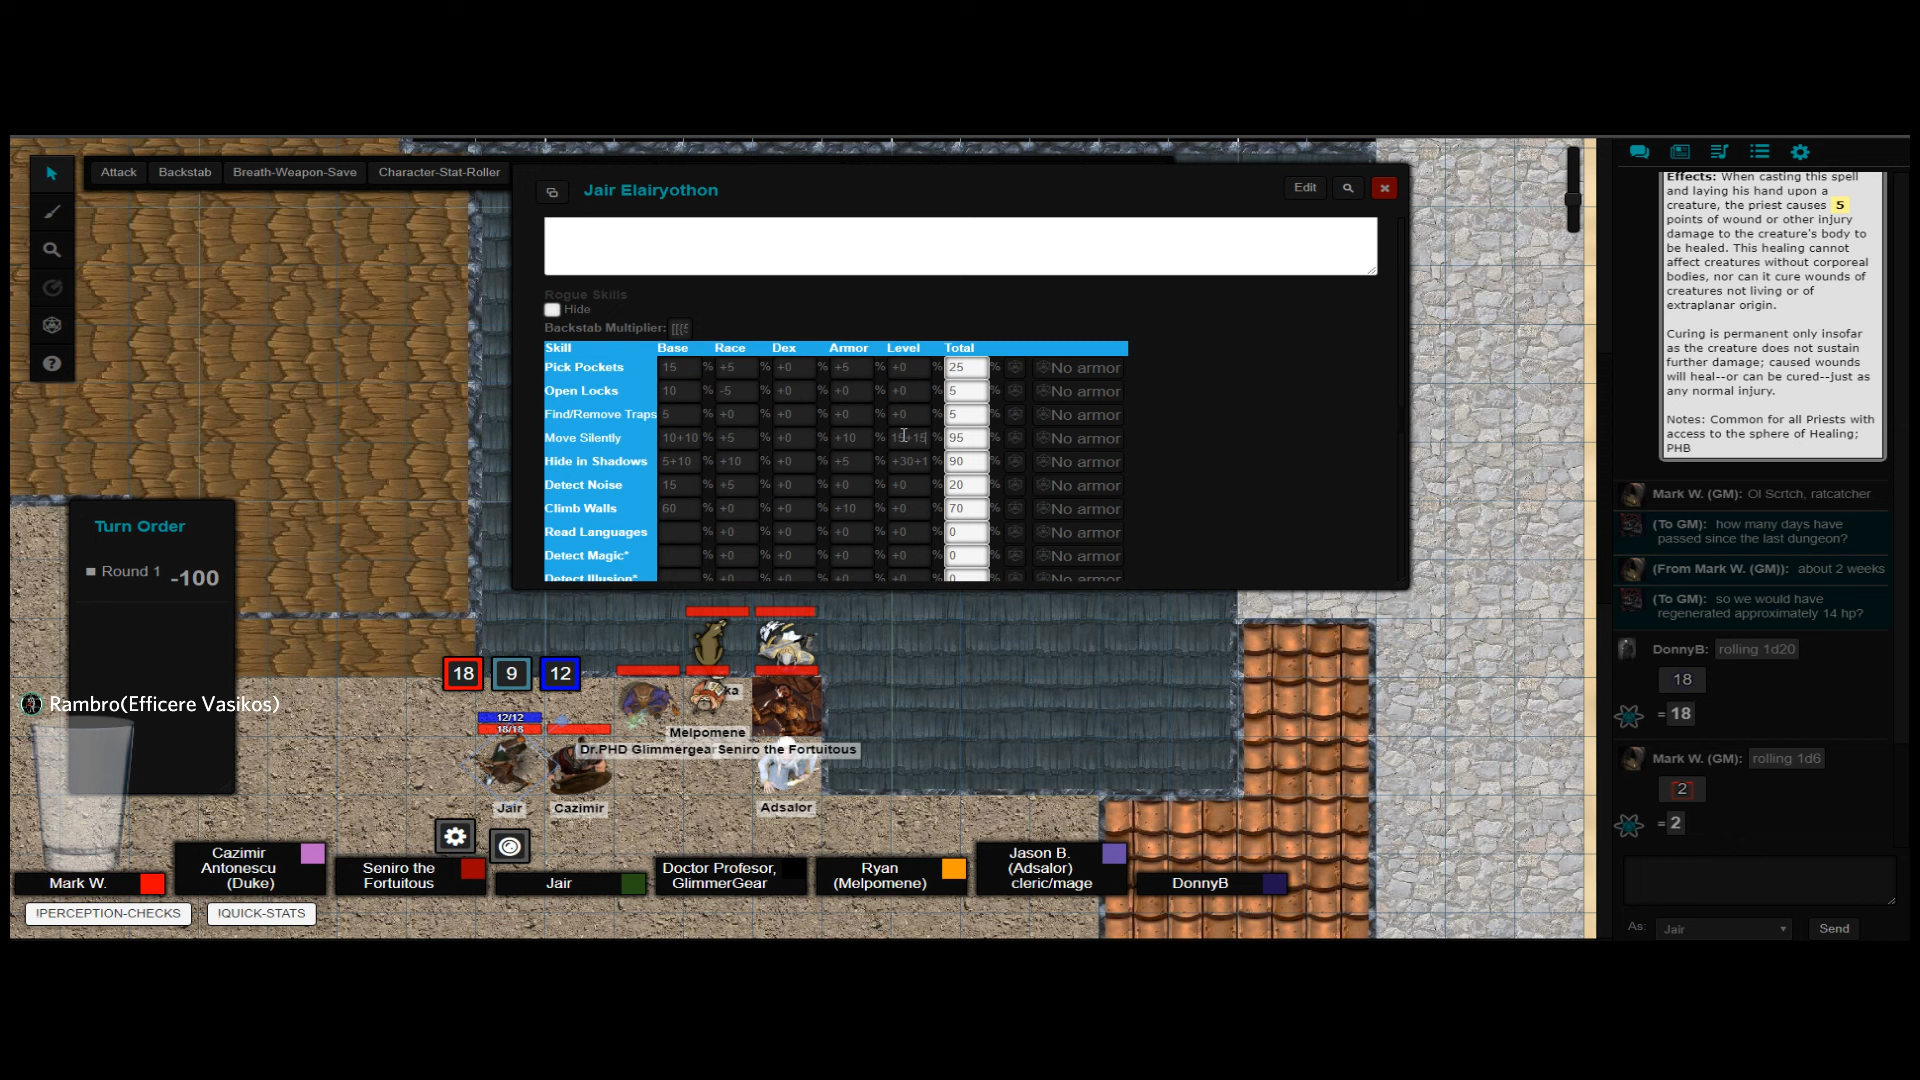 Attack
Backstab
Breath-Weapon-Save
Character-Stat-Roller
Jair Elairyothon
Edit
Rogue Skills
Hide
Backstab Multiplier: [[{5
Skill Base Race Dex Armor Level Total
Pick Pockets 15 % +5 % +0 % +5 % +0 % 25 % No armor
Open Locks 10 % -5 % +0 % +0 % +0 % 5 % No armor
Find/Remove Traps 5 % +0 % +0 % +0 % +0 % 5 % No armor
Move Silently 10+10 % +5 % +0 % +10 % 15+15 % 95 % No armor
Hide in Shadows 5+10 % +10 % +0 % +5 % +30+1 % 90 % No armor
Detect Noise 15 % +5 % +0 % +0 % +0 % 20 % No armor
Climb Walls 60 % +0 % +0 % +10 % +0 % 70 % No armor
Read Languages % +0 % +0 % +0 % +0 % 0 % No armor
Detect Magic* % +0 % +0 % +0 % +0 % 0 % No armor
Detect Illusion* % +0 % +0 % +0 % +0 % 0 % No armor
Turn Order
Round 1 -100
18
9
12
Rambro(Efficere Vasikos)
12/12
18/18
ka
Melpomene
Dr.PHD Glimmergea
Seniro the Fortuitous
Jair
Cazimir
Adsalor
Mark W.
Cazimir
Antonescu
(Duke)
Seniro the
Fortuitous
Jair
Doctor Profesor,
GlimmerGear
Ryan
(Melpomene)
Jason B.
(Adsalor)
cleric/mage
DonnyB
!PERCEPTION-CHECKS
!QUICK-STATS
Effects: When casting this spell
and laying his hand upon a
creature, the priest causes 5
points of wound or other injury
damage to the creature's body to
be healed. This healing cannot
affect creatures without corporeal
bodies, nor can it cure wounds of
creatures not living or of
extraplanar origin.
Curing is permanent only insofar
as the creature does not sustain
further damage; caused wounds
will heal--or can be cured--just as
any normal injury.
Notes: Common for all Priests with
access to the sphere of Healing;
PHB
Mark W. (GM): Ol Scrtch, ratcatcher
(To GM): how many days have
passed since the last dungeon?
(From Mark W. (GM)): about 2 weeks
(To GM): so we would have
regenerated approximately 14 hp?
DonnyB: rolling 1d20
18
=18
Mark W. (GM): rolling 1d6
2
=2
As: Jair
Send